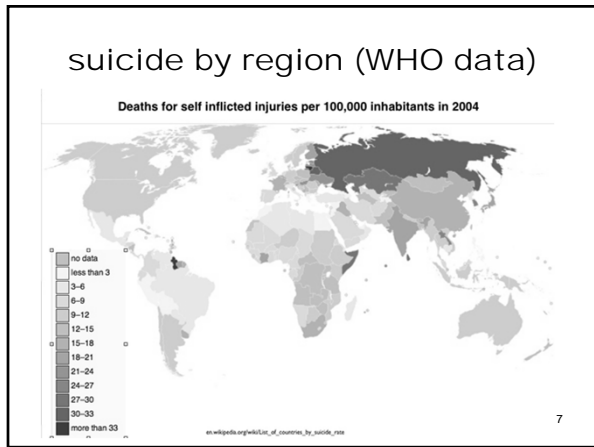 suicide by region (WHO data)
Deaths for self inflicted injuries per 100,000 inhabitants in 2004
no data
less than 3
3–6
6–9
9–12
12–15
15–18
18–21
21–24
24–27
27–30
30–33
more than 33
en.wikipedia.org/wiki/List_of_countries_by_suicide_rate
7